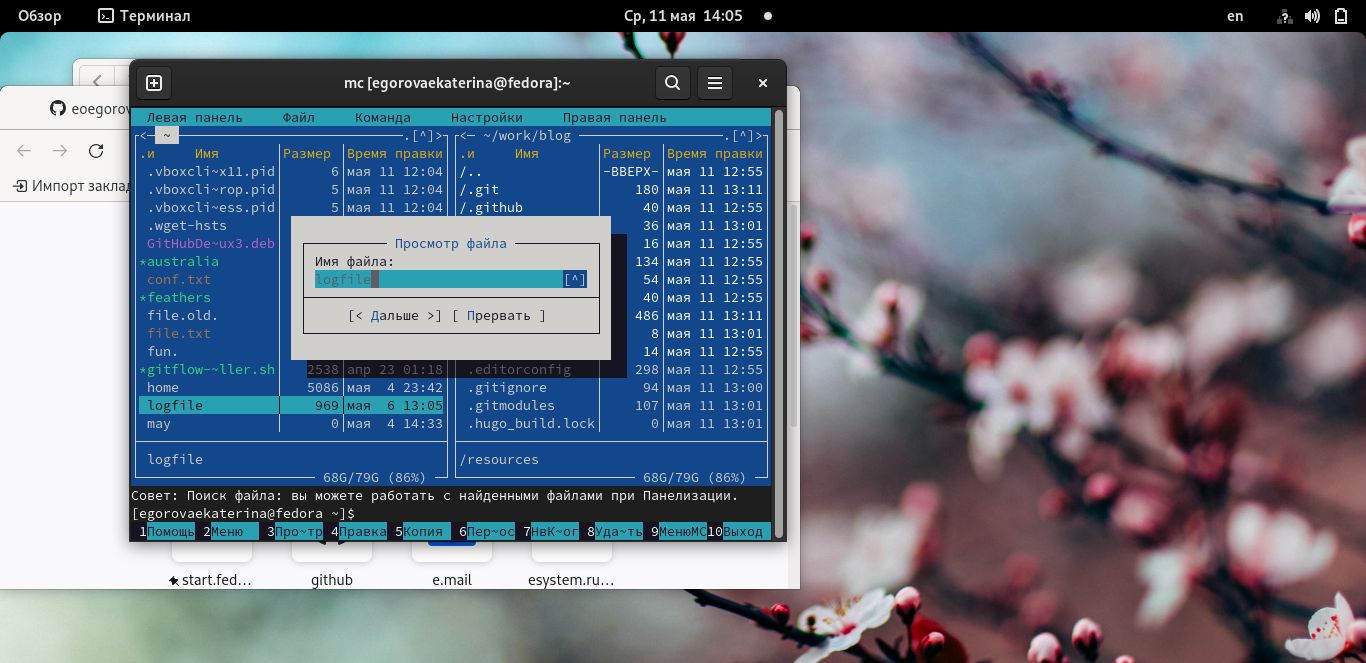 Обзор Терминал Ср, 11 мая 14:05 en
mc [egorovaekaterina@fedora]:~
eoegorov
Импорт заклад
Левая панель Файл Команда Настройки Правая панель
<─ ~ .[^]> <─ ~/work/blog .[^]>
.и Имя Размер Время правки .и Имя Размер Время правки
.vboxcli~x11.pid 6 мая 11 12:04 /.. -ВВЕРХ- мая 11 12:55
.vboxcli~rop.pid 5 мая 11 12:04 /.git 180 мая 11 13:11
.vboxcli~ess.pid 5 мая 11 12:04 /.github 40 мая 11 12:55
.wget-hsts 36 мая 11 13:01
GitHubDe~ux3.deb 16 мая 11 12:55
*australia 134 мая 11 12:55
conf.txt 54 мая 11 12:55
*feathers 40 мая 11 12:55
file.old. 486 мая 11 13:11
file.txt 8 мая 11 13:01
fun. 14 мая 11 12:55
Просмотр файла
Имя файла:
logfile [^]
[< Дальше >] [ Прервать ]
*gitflow-~ller.sh 2538 апр 23 01:18 .editorconfig 298 мая 11 12:55
home 5086 мая 4 23:42 .gitignore 94 мая 11 13:00
logfile 969 мая 6 13:05 .gitmodules 107 мая 11 13:01
may 0 мая 4 14:33 .hugo_build.lock 0 мая 11 13:01
logfile /resources
68G/79G (86%) 68G/79G (86%)
Совет: Поиск файла: вы можете работать с найденными файлами при Панелизации.
[egorovaekaterina@fedora ~]$
1Помощь 2Меню 3Про~тр 4Правка 5Копия 6Пер~ос 7НвК~ог 8Уда~ть 9МенюMC 10Выход
start.fed… github e.mail esystem.ru…